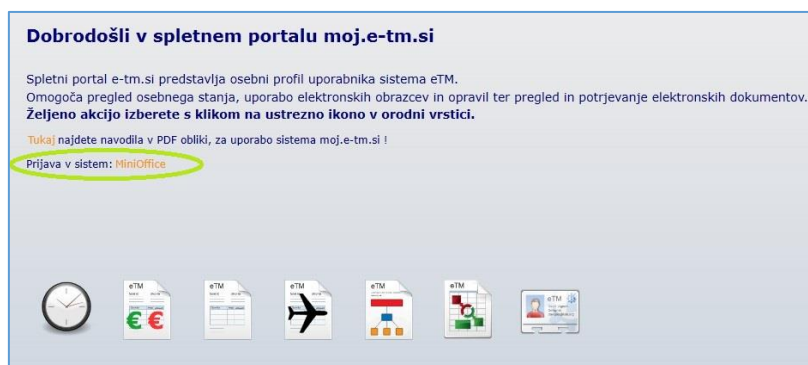 Dobrodošli v spletnem portalu moj.e-tm.si
Spletni portal e-tm.si predstavlja osebni profil uporabnika sistema eTM.
Omogoča pregled osebnega stanja, uporabo elektronskih obrazcev in opravil ter pregled in potrjevanje elektronskih dokumentov.
Željeno akcijo izberete s klikom na ustrezno ikono v orodni vrstici.
Tukaj najdete navodila v PDF obliki, za uporabo sistema moj.e-tm.si !
Prijava v sistem: MiniOffice
eTM eTM eTM eTM eTM eTM
€ €